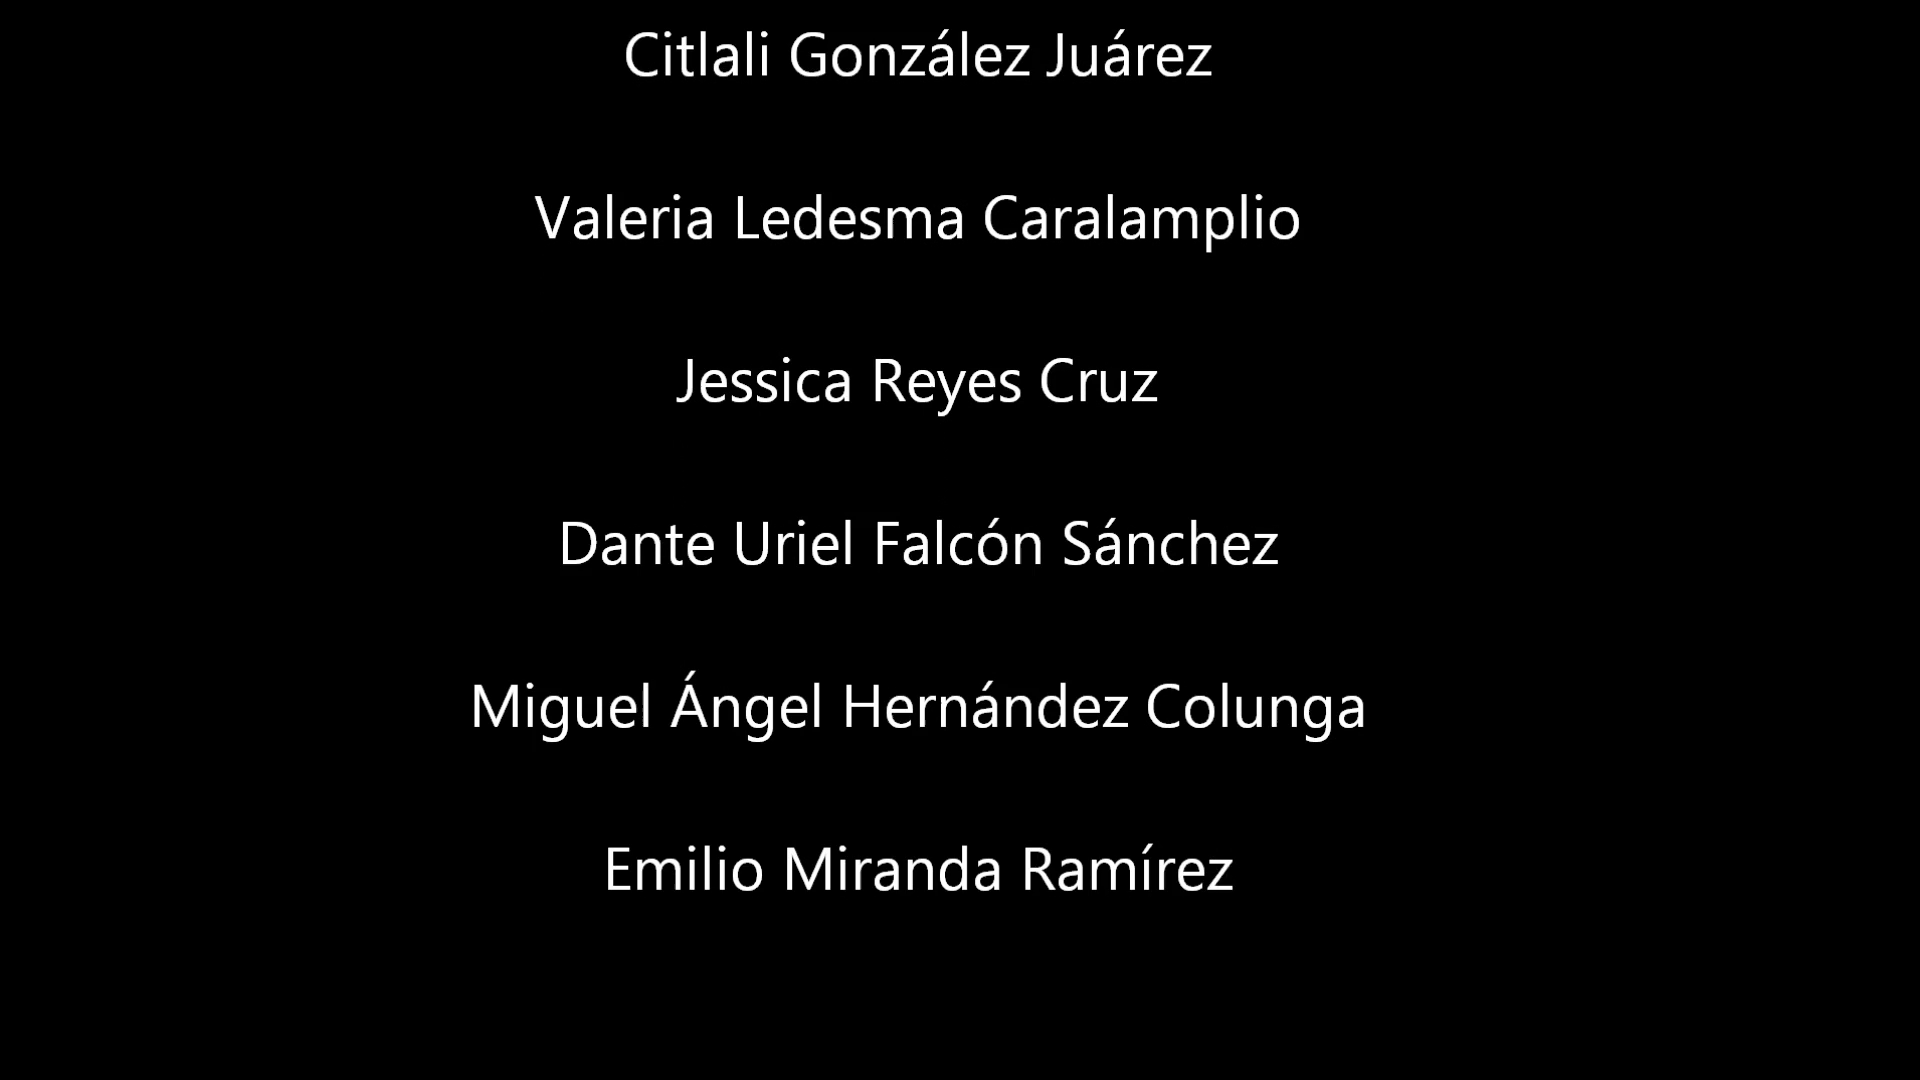 Citlali González Juárez
Valeria Ledesma Caralamplio
Jessica Reyes Cruz
Dante Uriel Falcón Sánchez
Miguel Ángel Hernández Colunga
Emilio Miranda Ramírez